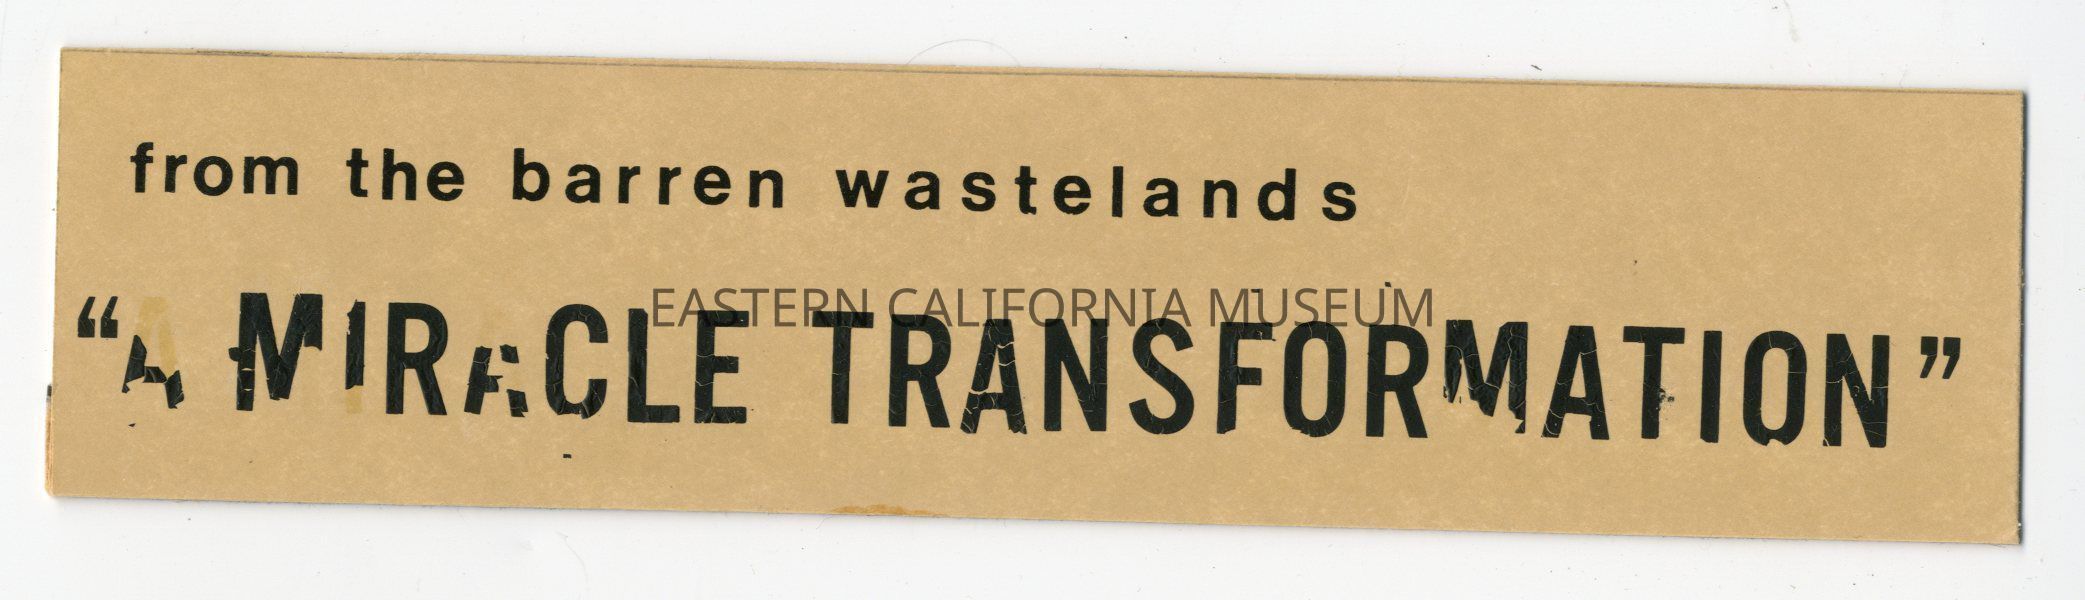 from the barren wastelands
EASTERN CALIFORNIA MUSEUM
“A MIRACLE TRANSFORMATION”